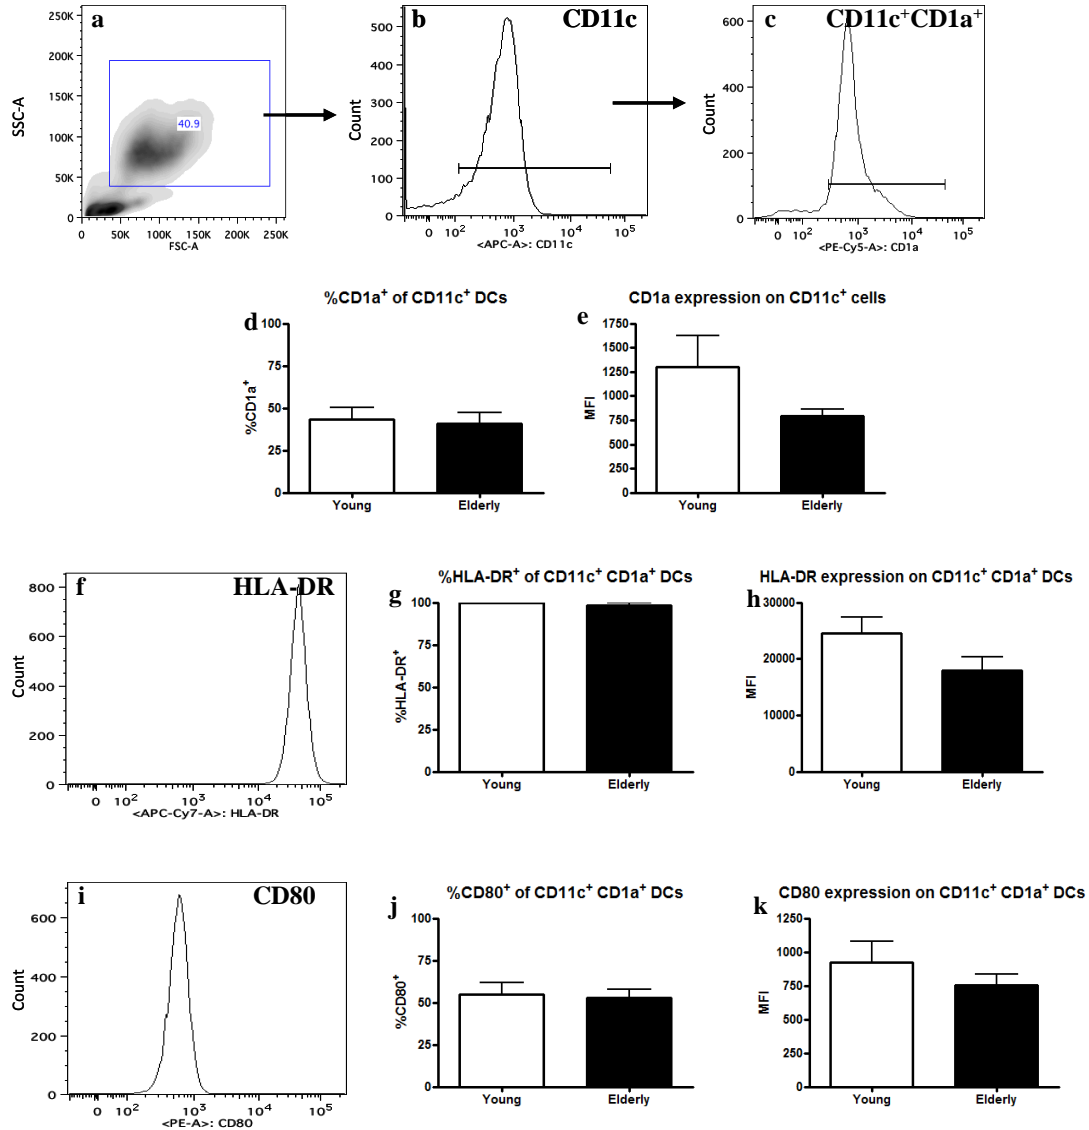 a
250K
200K
150K
100K
50K
0
SSC-A
40.9
0 50K 100K 150K 200K 250K
FSC-A
b CD11c
500
400
300
200
100
0
Count
0 10² 10³ 10⁴ 10⁵
<APC-A>: CD11c
c CD11c⁺CD1a⁺
600
400
200
0
Count
0 10² 10³ 10⁴ 10⁵
<PE-Cy5-A>: CD1a
%CD1a⁺ of CD11c⁺ DCs
d
100
75
50
25
0
%CD1a⁺
Young Elderly
CD1a expression on CD11c⁺ cells
e
1750
1500
1250
1000
750
500
250
0
MFI
Young Elderly
f HLA-DR
800
600
400
200
0
Count
0 10² 10³ 10⁴ 10⁵
<APC-Cy7-A>: HLA-DR
%HLA-DR⁺ of CD11c⁺ CD1a⁺ DCs
g
100
75
50
25
0
%HLA-DR⁺
Young Elderly
HLA-DR expression on CD11c⁺ CD1a⁺ DCs
h
30000
20000
10000
0
MFI
Young Elderly
i CD80
600
400
200
0
Count
0 10² 10³ 10⁴ 10⁵
<PE-A>: CD80
%CD80⁺ of CD11c⁺ CD1a⁺ DCs
j
100
75
50
25
0
%CD80⁺
Young Elderly
CD80 expression on CD11c⁺ CD1a⁺ DCs
k
1250
1000
750
500
250
0
MFI
Young Elderly